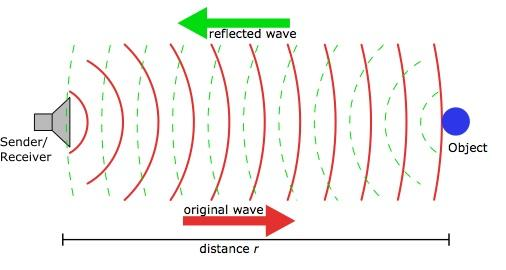 reflected wave
Sender/
Receiver
Object
original wave
distance r